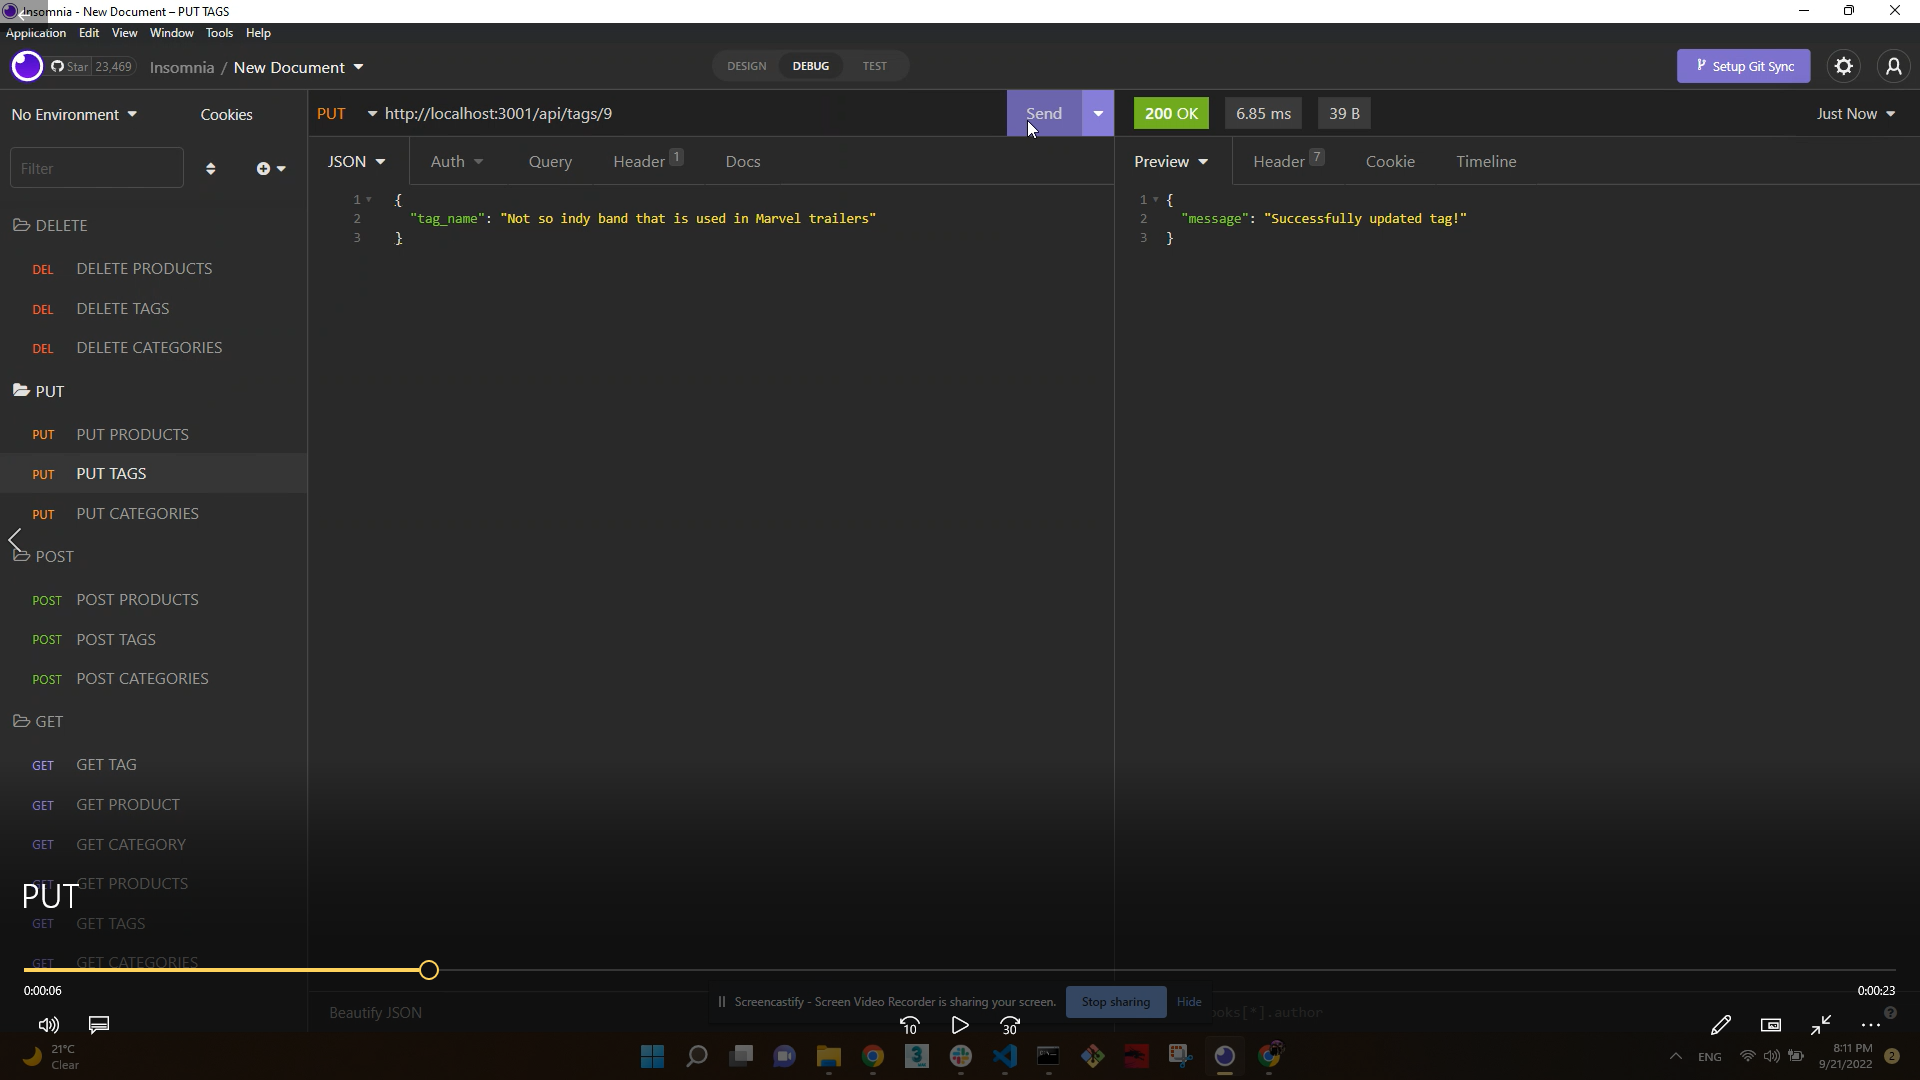 Insomnia - New Document – PUT TAGS
Application Edit View Window Tools Help
Star 23,469 Insomnia / New Document DESIGN DEBUG TEST Setup Git Sync
No Environment Cookies PUT http://localhost:3001/api/tags/9 Send 200 OK 6.85 ms 39 B Just Now
Filter JSON Auth Query Header 1 Docs Preview Header 7 Cookie Timeline
1 { 1 {
2 "tag_name": "Not so indy band that is used in Marvel trailers" 2 "message": "Successfully updated tag!"
3 } 3 }
DELETE
DEL DELETE PRODUCTS
DEL DELETE TAGS
DEL DELETE CATEGORIES
PUT
PUT PUT PRODUCTS
PUT PUT TAGS
PUT PUT CATEGORIES
POST
POST POST PRODUCTS
POST POST TAGS
POST POST CATEGORIES
GET
GET GET TAG
GET GET PRODUCT
GET GET CATEGORY
GET GET PRODUCTS
PUT
GET GET TAGS
GET GET CATEGORIES
0:00:06 0:00:23
Beautify JSON Screencastify - Screen Video Recorder is sharing your screen. Stop sharing Hide ooks[*].author
10 30
21°C
Clear
ENG 8:11 PM
9/21/2022 2